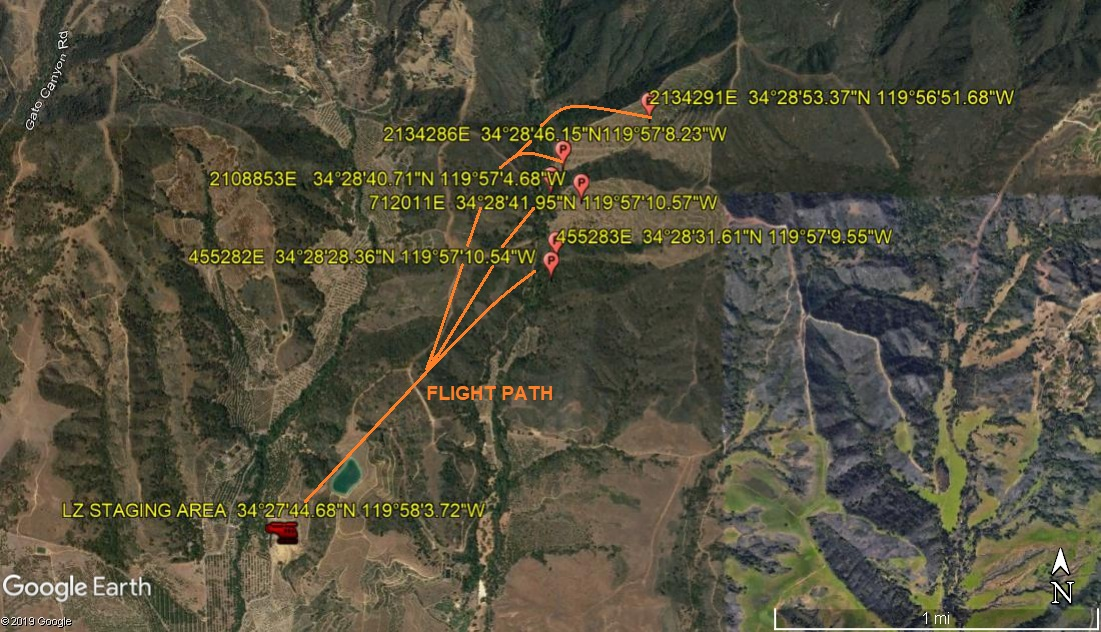 Gato Canyon Rd
2134291E 34°28'53.37"N 119°56'51.68"W
2134286E 34°28'46.15"N119°57'8.23"W
2108853E 34°28'40.71"N 119°57'4.68"W
712011E 34°28'41.95"N 119°57'10.57"W
455283E 34°28'31.61"N 119°57'9.55"W
455282E 34°28'28.36"N 119°57'10.54"W
FLIGHT PATH
LZ STAGING AREA 34°27'44.68"N 119°58'3.72"W
Google Earth
©2019 Google
N
1 mi
P
P
P